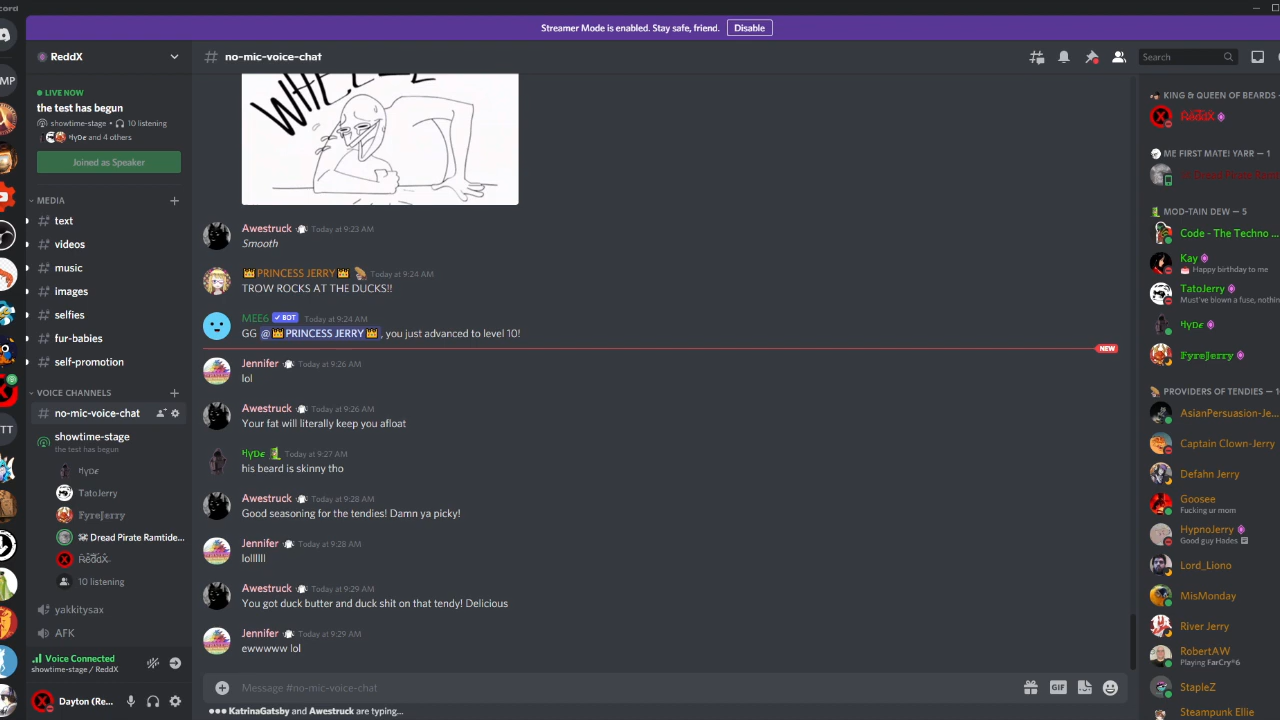 Streamer Mode is enabled. Stay safe, friend. Disable
ReddX
LIVE NOW
the test has begun
showtime-stage • 10 listening
ҸɣDє and 4 others
Joined as Speaker
MEDIA
text
videos
music
images
selfies
fur-babies
self-promotion
VOICE CHANNELS
no-mic-voice-chat
showtime-stage
the test has begun
ҸɣDє
TatoJerry
FyreJerry
Dread Pirate Ramtide...
ReddX
10 listening
yakkitysax
AFK
Voice Connected
showtime-stage / ReddX
Dayton (Re...
# no-mic-voice-chat
Search
Awestruck Today at 9:23 AM
Smooth
PRINCESS JERRY Today at 9:24 AM
TROW ROCKS AT THE DUCKS!!
MEE6 ✓ BOT Today at 9:24 AM
GG @ PRINCESS JERRY , you just advanced to level 10!
NEW
Jennifer Today at 9:26 AM
lol
Awestruck Today at 9:26 AM
Your fat will literally keep you afloat
ҸɣDє Today at 9:27 AM
his beard is skinny tho
Awestruck Today at 9:28 AM
Good seasoning for the tendies! Damn ya picky!
Jennifer Today at 9:28 AM
lollllll
Awestruck Today at 9:29 AM
You got duck butter and duck shit on that tendy! Delicious
Jennifer Today at 9:29 AM
ewwwww lol
Message #no-mic-voice-chat
GIF
KatrinaGatsby and Awestruck are typing...
KING & QUEEN OF BEARDS
ReddX
ME FIRST MATE! YARR — 1
MOD-TAIN DEW — 5
Code - The Techno ...
Kay
Happy birthday to me
TatoJerry
Must've blown a fuse, nothin
ҸɣDє
FyreJerry
PROVIDERS OF TENDIES — 1
AsianPersuasion-Je...
Captain Clown-Jerry
Defahn Jerry
Goosee
Fucking ur mom
HypnoJerry
Good guy Hades
Lord_Liono
MisMonday
River Jerry
RobertAW
Playing FarCry®6
StapleZ
Steampunk Ellie